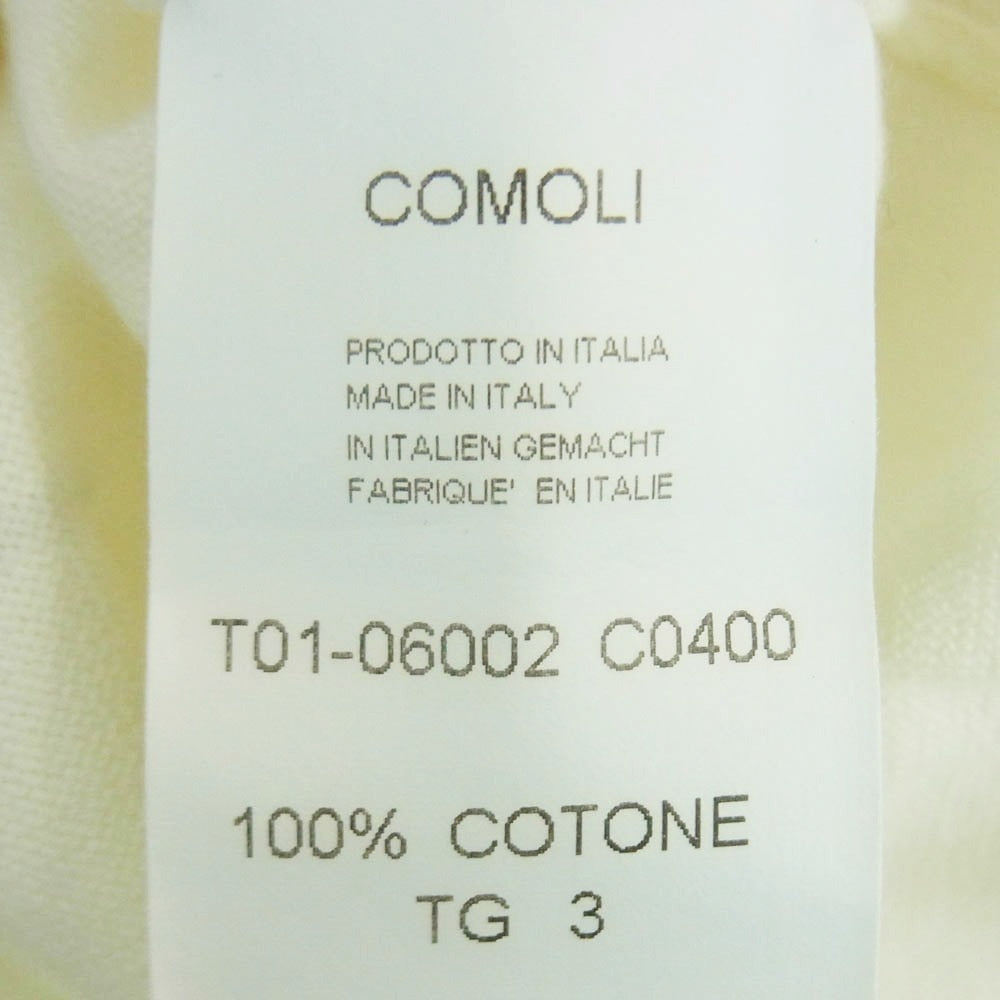 COMOLI
PRODOTTO IN ITALIA
MADE IN ITALY
IN ITALIEN GEMACHT
FABRIQUE' EN ITALIE
T01-06002 C0400
100% COTONE
TG 3